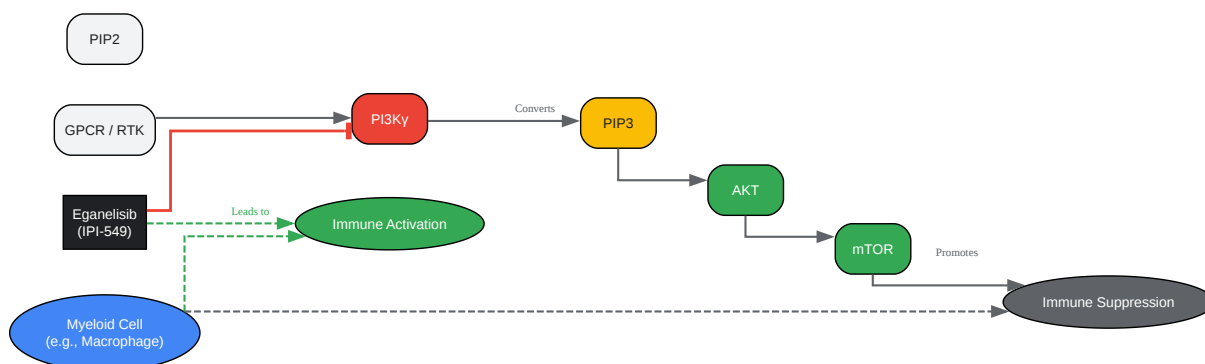 PIP2
GPCR / RTK
PI3Kγ
Converts
PIP3
AKT
Eganelisib
(IPI-549)
Leads to
Immune Activation
mTOR
Promotes
Immune Suppression
Myeloid Cell
(e.g., Macrophage)